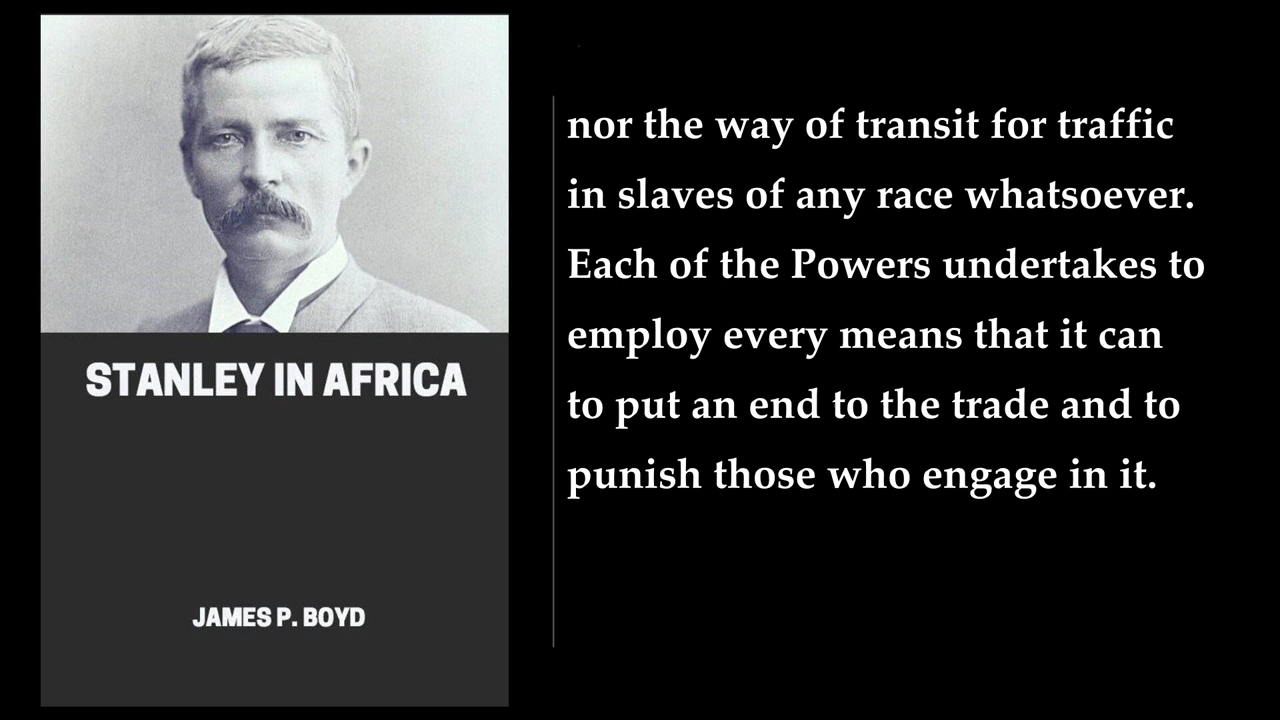 STANLEY IN AFRICA
JAMES P. BOYD
nor the way of transit for traffic
in slaves of any race whatsoever.
Each of the Powers undertakes to
employ every means that it can
to put an end to the trade and to
punish those who engage in it.